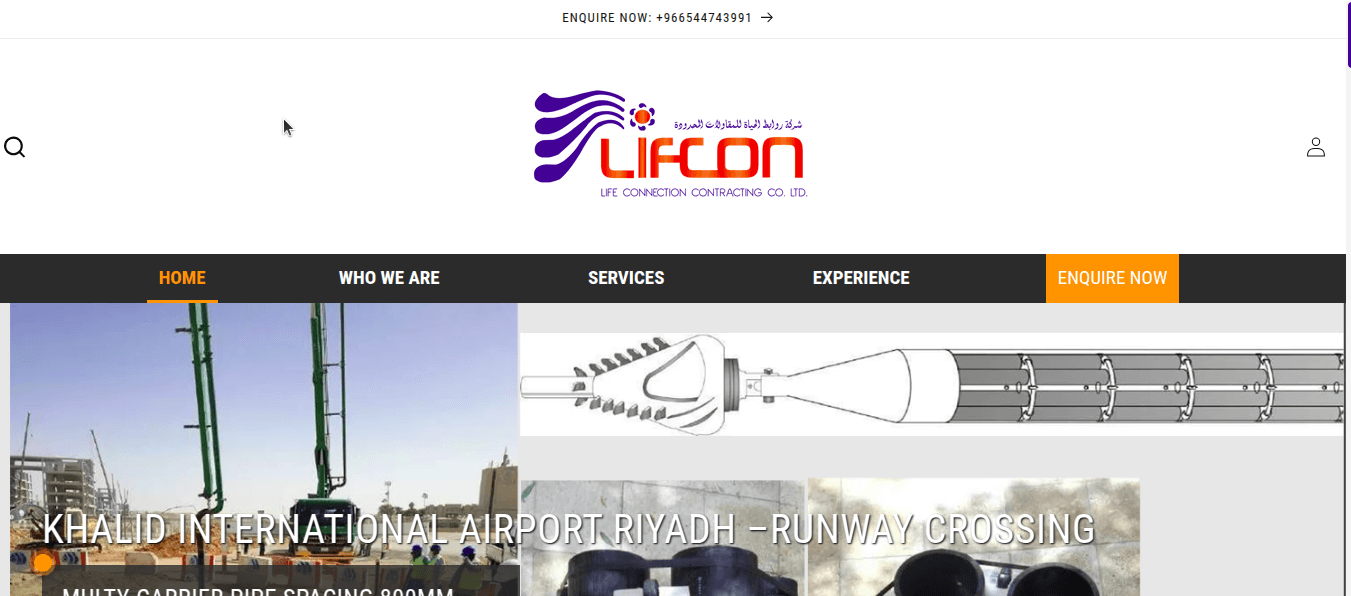 ENQUIRE NOW: +966544743991
شركة روابط الحياة للمقاولات المحدودة
LIFCON
LIFE CONNECTION CONTRACTING CO. LTD.
HOME
WHO WE ARE
SERVICES
EXPERIENCE
ENQUIRE NOW
KHALID INTERNATIONAL AIRPORT RIYADH –RUNWAY CROSSING
MULTY CARRIER PIPE SPACING 800MM